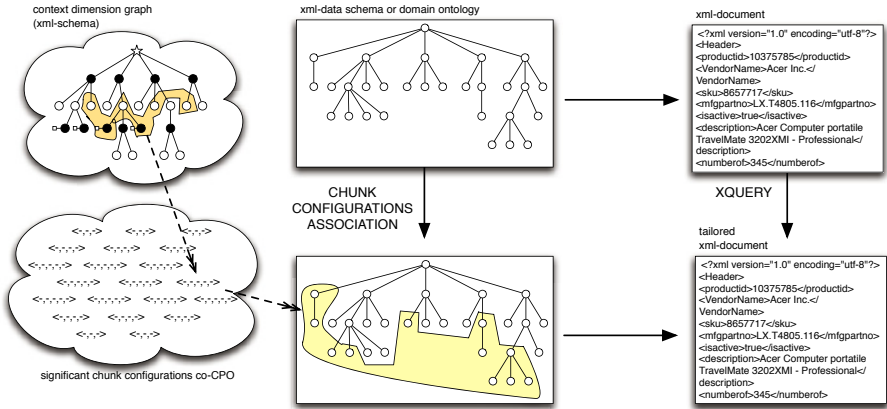 context dimension graph
(xml-schema)
xml-data schema or domain ontology
xml-document
<?xml version="1.0" encoding="utf-8"?>
<Header>
<productid>10375785</productid>
<VendorName>Acer Inc.</
VendorName>
<sku>8657717</sku>
<mfgpartno>LX.T4805.116</mfgpartno>
<isactive>true</isactive>
<description>Acer Computer portatile
TravelMate 3202XMI - Professional</
description>
<numberof>345</numberof>
CHUNK
CONFIGURATIONS
ASSOCIATION
XQUERY
tailored
xml-document
<?xml version="1.0" encoding="utf-8"?>
<Header>
<productid>10375785</productid>
<VendorName>Acer Inc.</
VendorName>
<sku>8657717</sku>
<mfgpartno>LX.T4805.116</mfgpartno>
<isactive>true</isactive>
<description>Acer Computer portatile
TravelMate 3202XMI - Professional</
description>
<numberof>345</numberof>
significant chunk configurations co-CPO